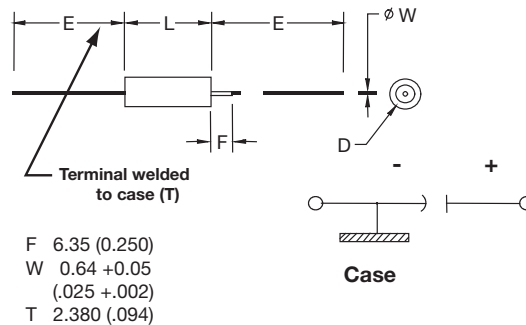 E L E ϕ W
F
D
Terminal welded
to case (T)
- +
Case
F 6.35 (0.250)
W 0.64 +0.05
(.025 +.002)
T 2.380 (.094)